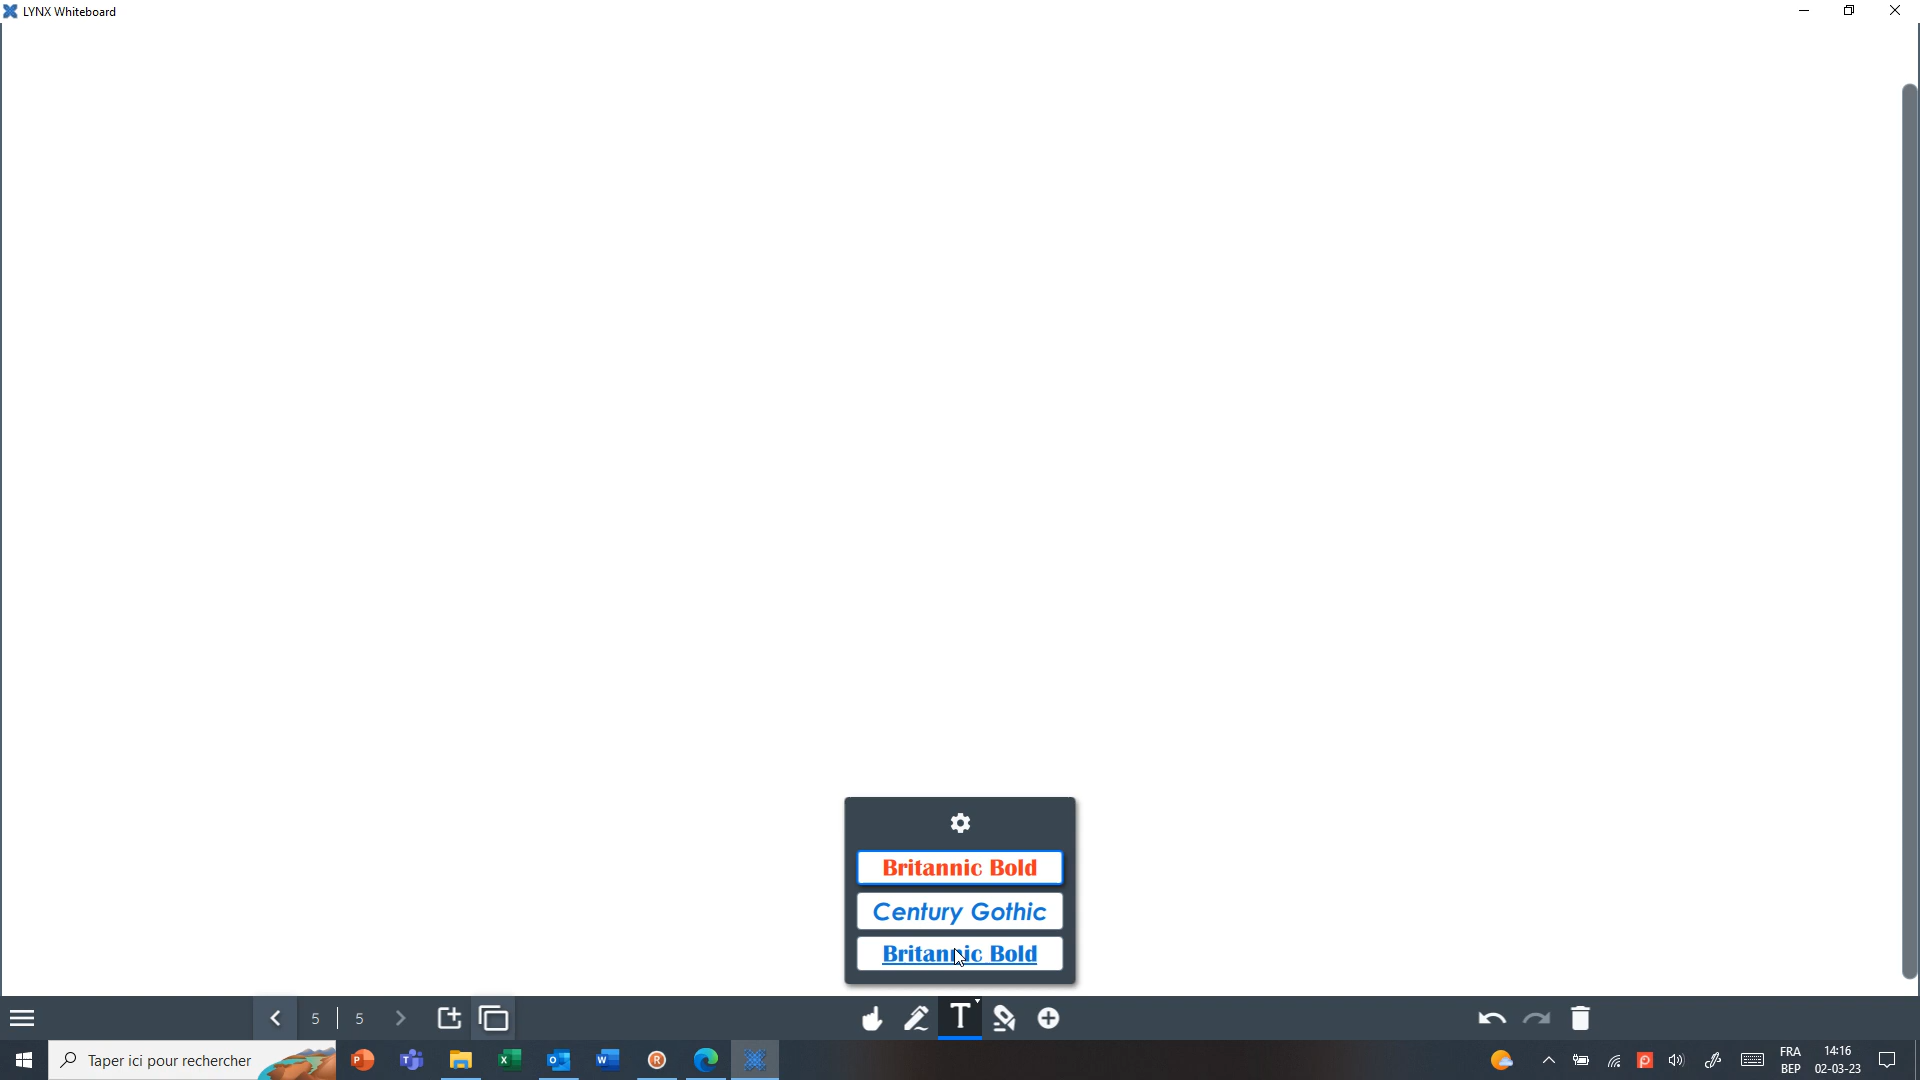 LYNX Whiteboard
Britannic Bold
Century Gothic
Britannic Bold
5 | 5
T
Taper ici pour rechercher
FRA 14:16
BEP 02-03-23